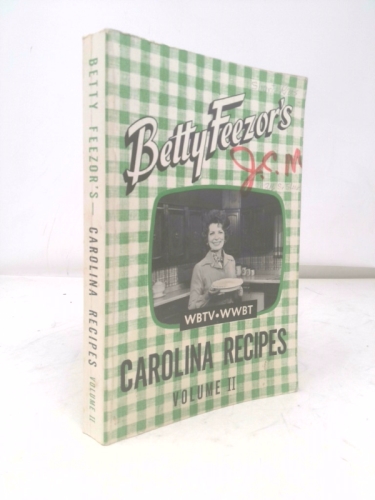 BETTY FEEZOR'S — CAROLINA RECIPES VOLUME II
Betty Feezor's
J.C.M
WBTV•WWBT
CAROLINA RECIPES
VOLUME II